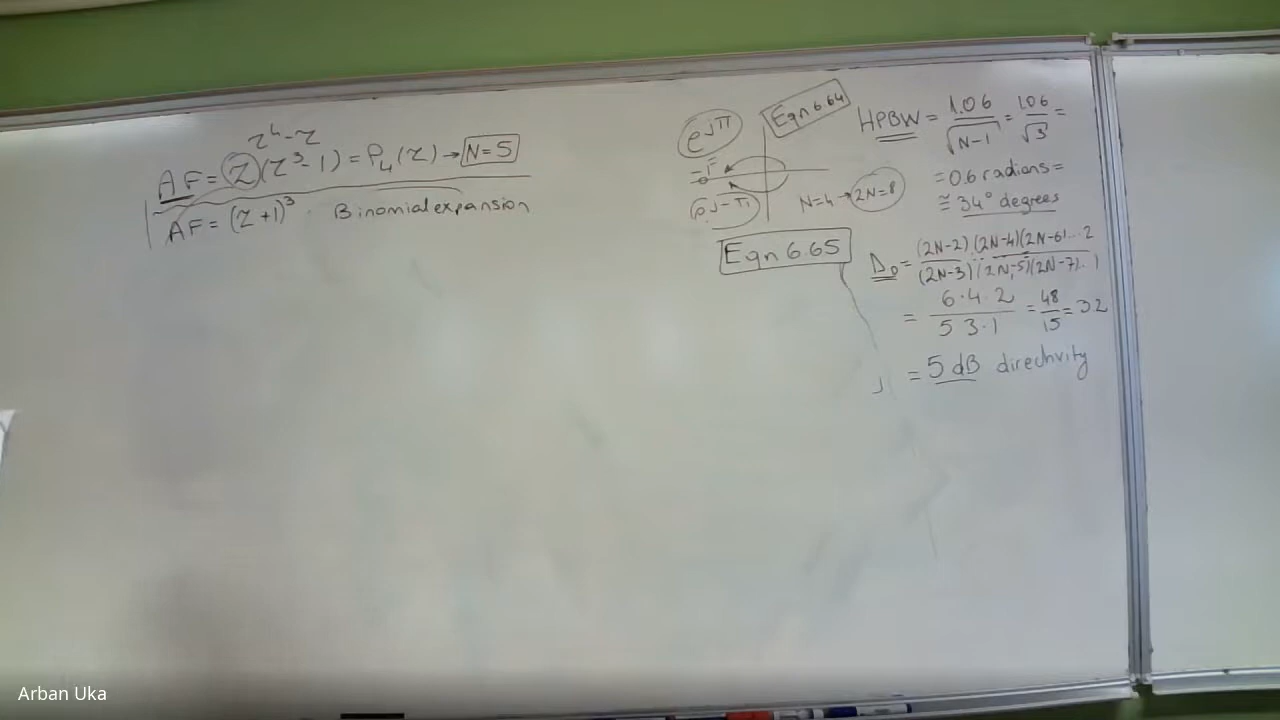 z⁴-z
AF = z(z³-1) = P₄(z) → N=5
AF = (z+1)³ Binomial expansion
e^jπ
Eqn 6.64
e^j-π
N=4 → 2N=8
Eqn 6.65
HPBW = 1.06/√(N-1) = 1.06/√3 =
= 0.6 radians =
≅ 34° degrees
D₀ = (2N-2).(2N-4)(2N-6)...2 / (2N-3)(2N-5)(2N-7)..1
= 6·4·2 / 5 3·1 = 48/15 = 3.2
= 5 dB directivity
Arban Uka